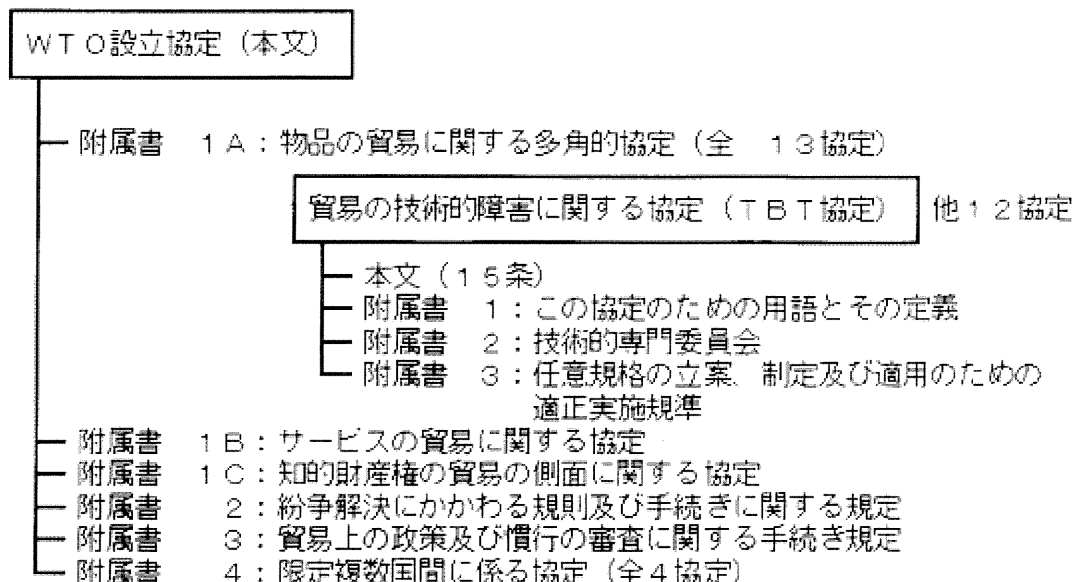 ＷＴＯ設立協定（本文）
附属書　１Ａ：物品の貿易に関する多角的協定（全　１３協定）
貿易の技術的障害に関する協定（ＴＢＴ協定）　他１２協定
本文（１５条）
附属書　１：この協定のための用語とその定義
附属書　２：技術的専門委員会
附属書　３：任意規格の立案、制定及び適用のための
適正実施規準
附属書　１Ｂ：サービスの貿易に関する協定
附属書　１Ｃ：知的財産権の貿易の側面に関する協定
附属書　２：紛争解決にかかわる規則及び手続きに関する規定
附属書　３：貿易上の政策及び慣行の審査に関する手続き規定
附属書　４：限定複数国間に係る協定（全４協定）